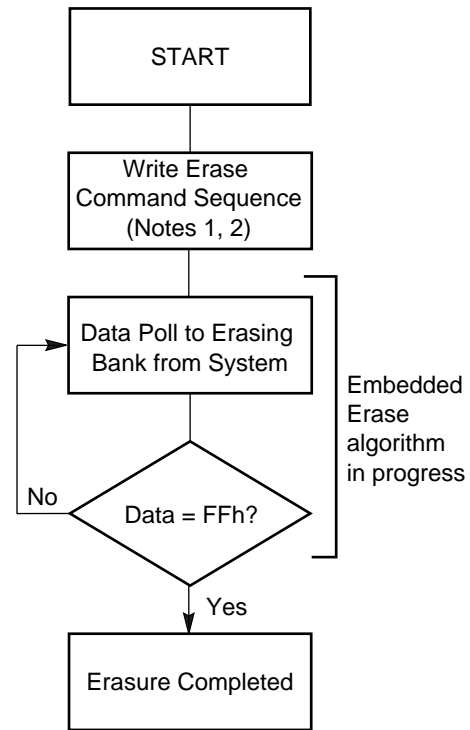 START
Write Erase
Command Sequence
(Notes 1, 2)
Data Poll to Erasing
Bank from System
Embedded
Erase
algorithm
in progress
No
Data = FFh?
Yes
Erasure Completed